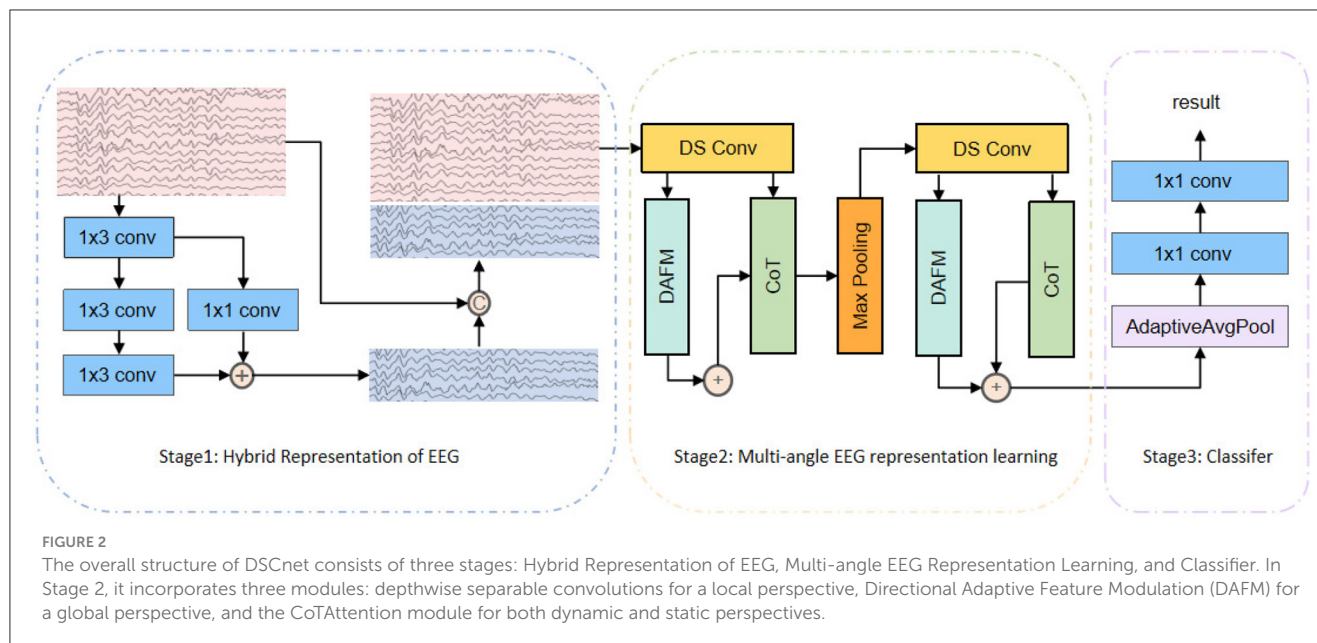 1x3 conv
1x3 conv
1x1 conv
1x3 conv
+
C
Stage1: Hybrid Representation of EEG
DS Conv
DAFM
CoT
+
Max Pooling
DS Conv
DAFM
CoT
+
Stage2: Multi-angle EEG representation learning
result
1x1 conv
1x1 conv
AdaptiveAvgPool
Stage3: Classifer
FIGURE 2
The overall structure of DSCnet consists of three stages: Hybrid Representation of EEG, Multi-angle EEG Representation Learning, and Classifier. In
Stage 2, it incorporates three modules: depthwise separable convolutions for a local perspective, Directional Adaptive Feature Modulation (DAFM) for
a global perspective, and the CoTAttention module for both dynamic and static perspectives.